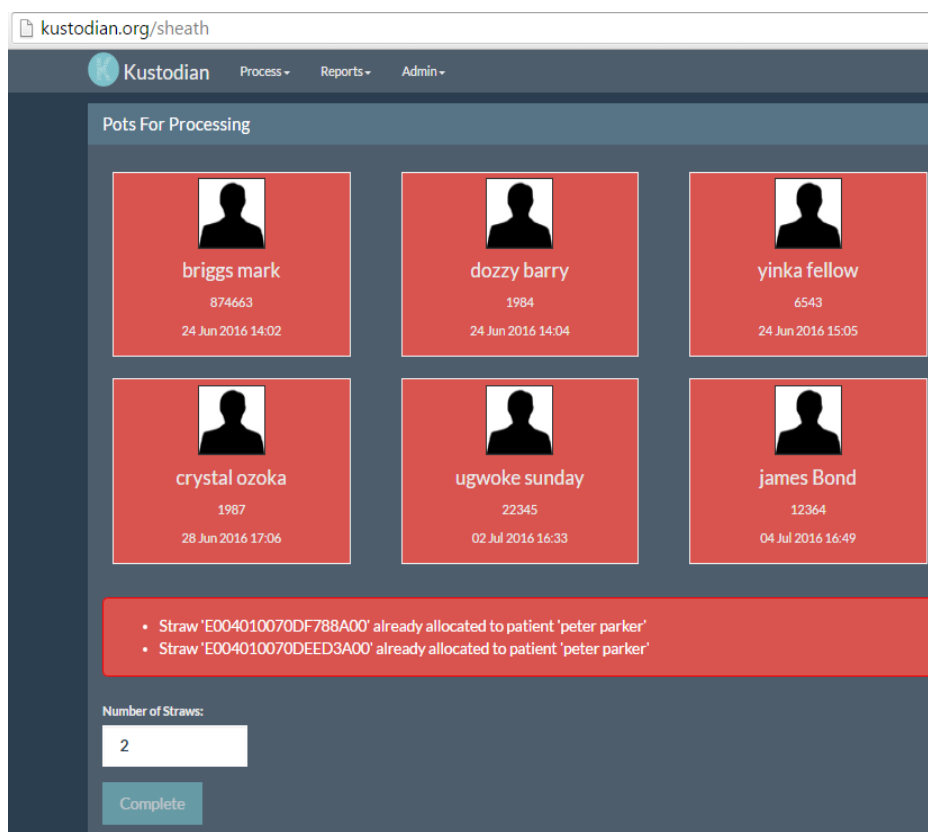 kustodian.org/sheath
K Kustodian Process Reports Admin
Pots For Processing
briggs mark
874663
24 Jun 2016 14:02
dozzy barry
1984
24 Jun 2016 14:04
yinka fellow
6543
24 Jun 2016 15:05
crystal ozoka
1987
28 Jun 2016 17:06
ugwoke sunday
22345
02 Jul 2016 16:33
james Bond
12364
04 Jul 2016 16:49
• Straw 'E004010070DF788A00' already allocated to patient 'peter parker'
• Straw 'E004010070DEED3A00' already allocated to patient 'peter parker'
Number of Straws:
2
Complete